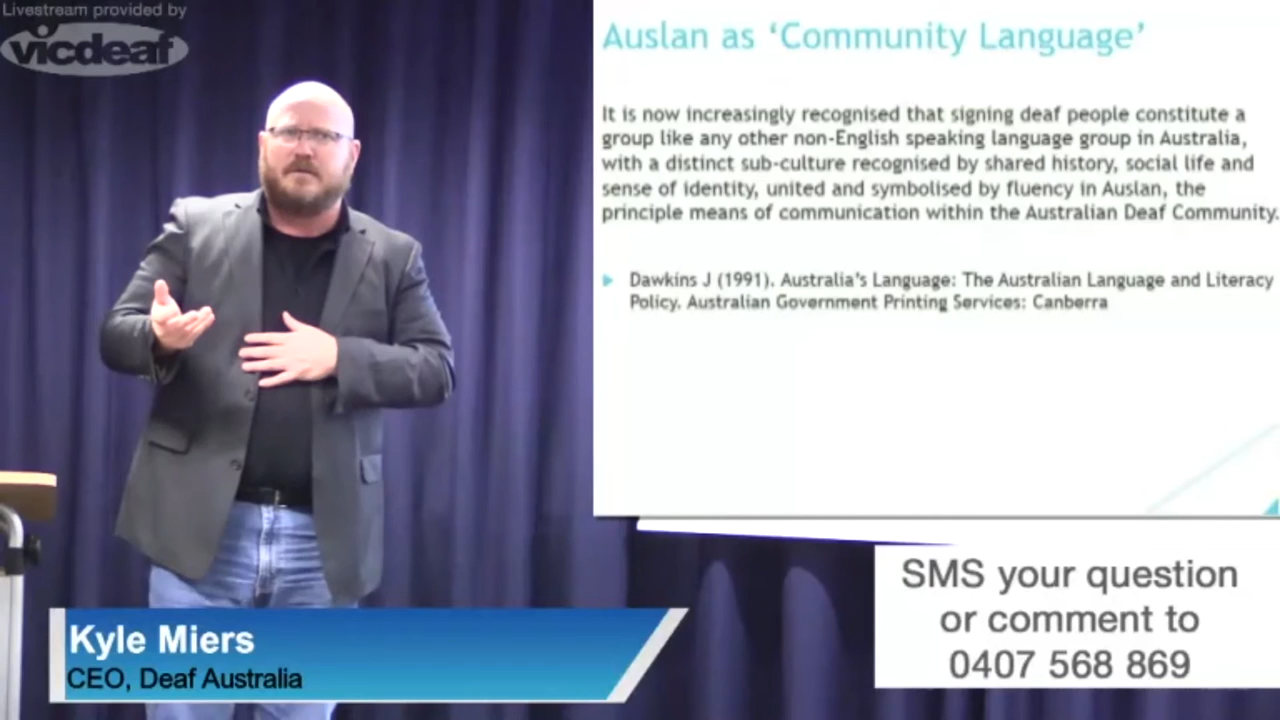 Livestream provided by
vicdeaf
Auslan as ‘Community Language’
It is now increasingly recognised that signing deaf people constitute a
group like any other non-English speaking language group in Australia,
with a distinct sub-culture recognised by shared history, social life and
sense of identity, united and symbolised by fluency in Auslan, the
principle means of communication within the Australian Deaf Community.
Dawkins J (1991). Australia’s Language: The Australian Language and Literacy
Policy. Australian Government Printing Services: Canberra
SMS your question
or comment to
0407 568 869
Kyle Miers
CEO, Deaf Australia